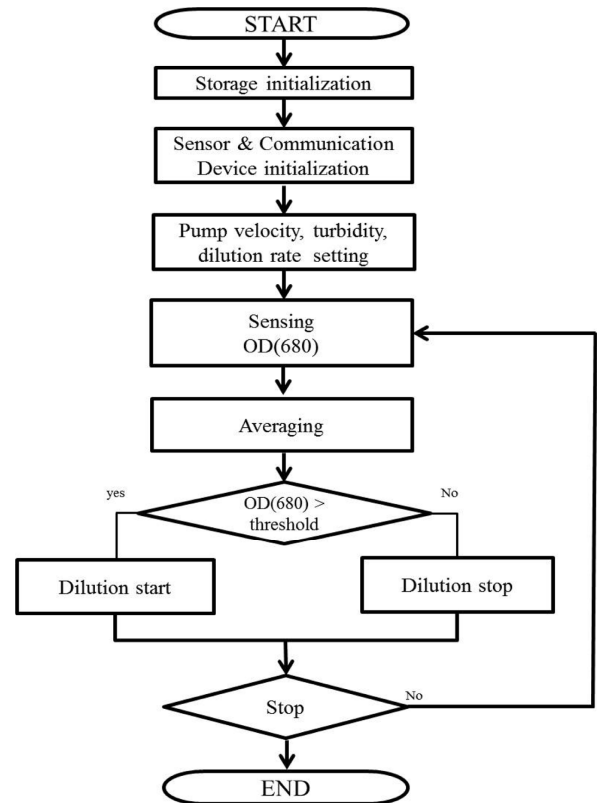 START
Storage initialization
Sensor & Communication
Device initialization
Pump velocity, turbidity,
dilution rate setting
Sensing
OD(680)
Averaging
yes
OD(680) >
threshold
No
Dilution start
Dilution stop
Stop
No
END